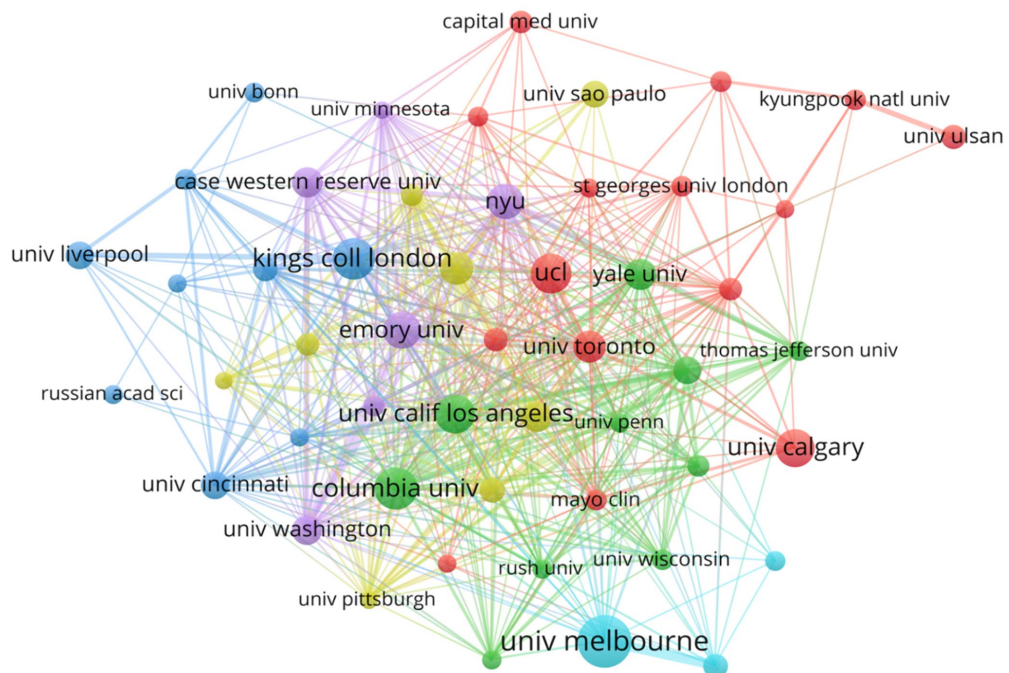 capital med univ
univ bonn
univ minnesota
univ sao paulo
kyungpook natl univ
univ ulsan
case western reserve univ
nyu
st georges univ london
univ liverpool
kings coll london
ucl
yale univ
emory univ
univ toronto
thomas jefferson univ
russian acad sci
univ calif los angeles
univ penn
univ calgary
univ cincinnati
columbia univ
mayo clin
univ washington
rush univ
univ wisconsin
univ pittsburgh
univ melbourne